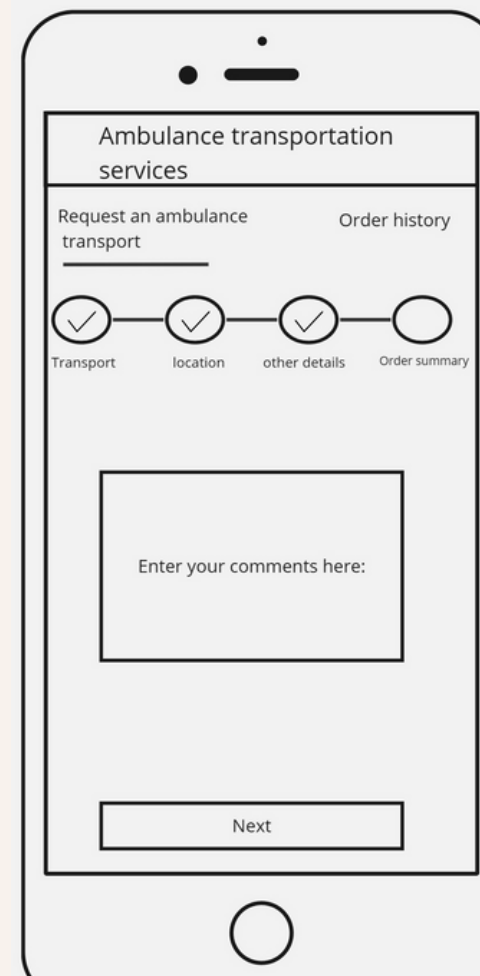 Ambulance transportation
services
Request an ambulance
transport
Order history
Transport
location
other details
Order summary
Enter your comments here:
Next